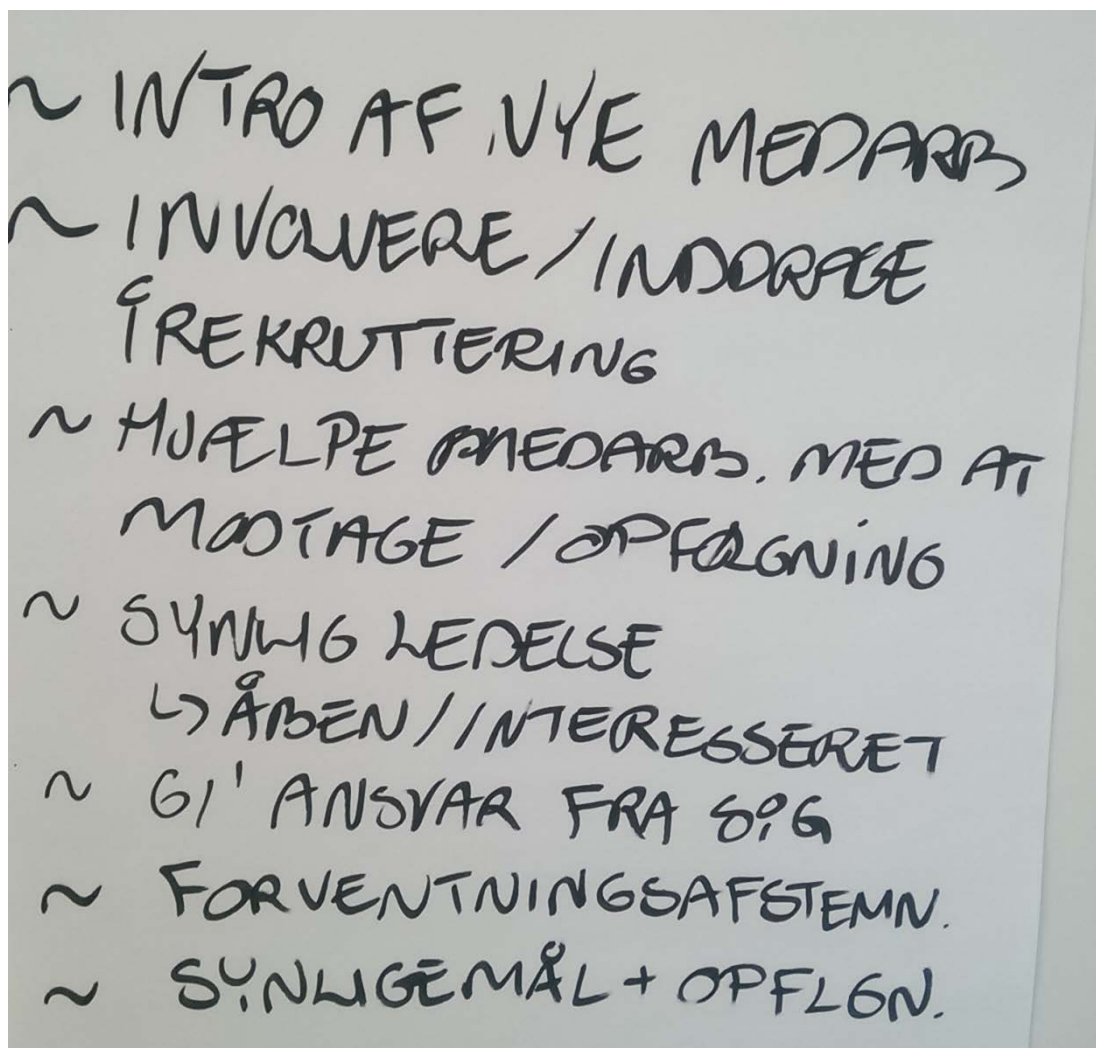 ~ INTRO AF NYE MEDARB
~ INVOLVERE / INDDRAGE
I REKRUTTERING
~ HJÆLPE MEDARB. MED AT
MODTAGE / OPFØLGNING
~ SYNLIG LEDELSE
↳ ÅBEN / INTERESSERET
~ GI' ANSVAR FRA SIG
~ FORVENTNINGSAFSTEMN.
~ SYNLIGE MÅL + OPFLGN.